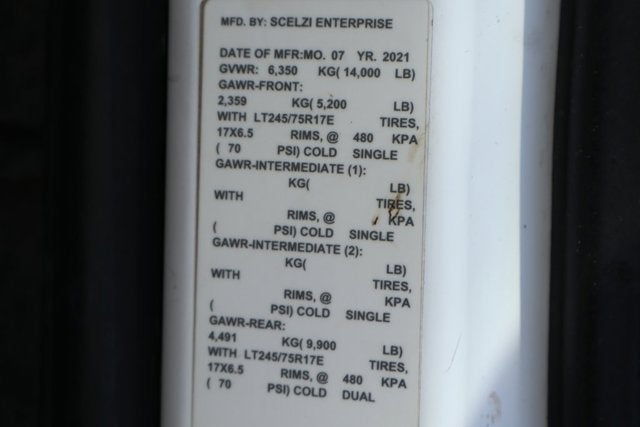 MFD. BY: SCELZI ENTERPRISE
DATE OF MFR:MO. 07 YR. 2021
GVWR: 6,350 KG( 14,000 LB)
GAWR-FRONT:
2,359 KG( 5,200 LB)
WITH LT245/75R17E TIRES,
17X6.5 RIMS, @ 480 KPA
( 70 PSI) COLD SINGLE
GAWR-INTERMEDIATE (1):
KG( LB)
WITH TIRES,
RIMS, @ KPA
( PSI) COLD SINGLE
GAWR-INTERMEDIATE (2):
KG( LB)
WITH TIRES,
RIMS, @ KPA
( PSI) COLD SINGLE
GAWR-REAR:
4,491 KG( 9,900 LB)
WITH LT245/75R17E TIRES,
17X6.5 RIMS, @ 480 KPA
( 70 PSI) COLD DUAL